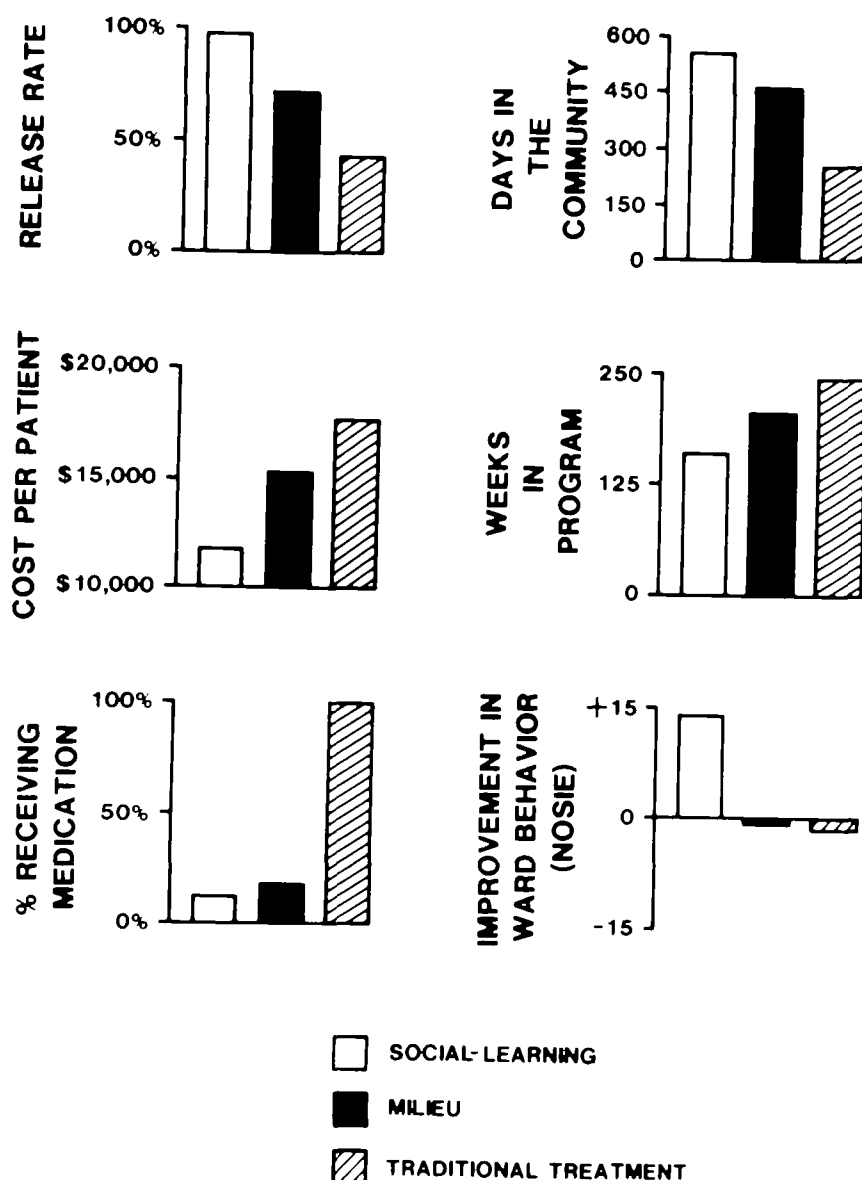 RELEASE RATE
100%
50%
0%
DAYS IN
THE
COMMUNITY
600
450
300
150
0
COST PER PATIENT
$20,000
$15,000
$10,000
WEEKS
IN
PROGRAM
250
125
0
% RECEIVING
MEDICATION
100%
50%
0%
IMPROVEMENT IN
WARD BEHAVIOR
(NOSIE)
+15
0
-15
SOCIAL-LEARNING
MILIEU
TRADITIONAL TREATMENT